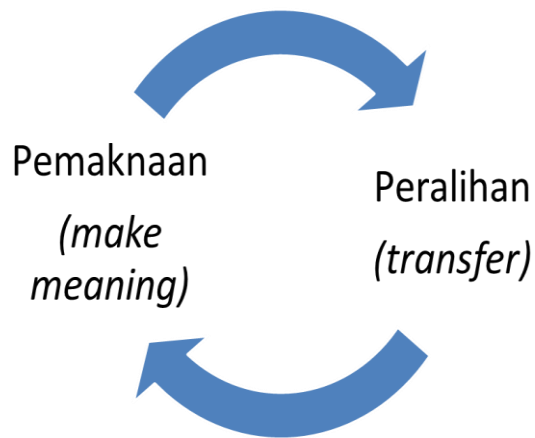 Pemaknaan
(make
meaning)
Peralihan
(transfer)